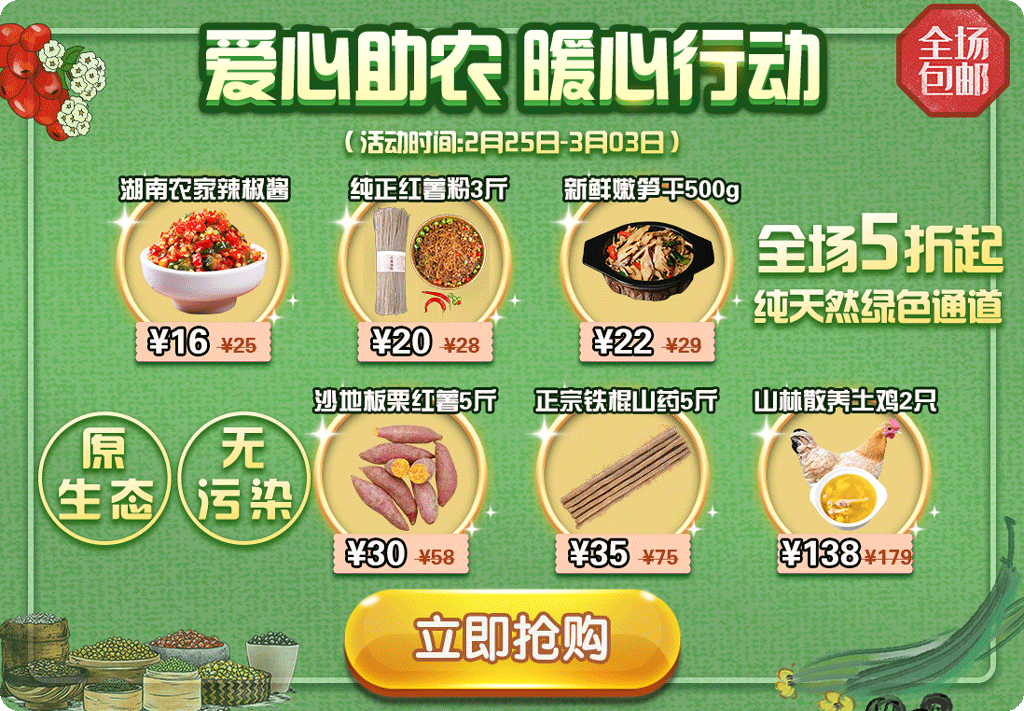 爱心助农 暖心行动
全场
包邮
(活动时间:2月25日-3月03日)
湖南农家辣椒酱
纯正红薯粉3斤
新鲜嫩笋干500g
¥16 ¥25
¥20 ¥28
¥22 ¥29
全场5折起
纯天然绿色通道
原
生态
无
污染
沙地板栗红薯5斤
正宗铁棍山药5斤
山林散养土鸡2只
¥30 ¥58
¥35 ¥75
¥138 ¥179
立即抢购